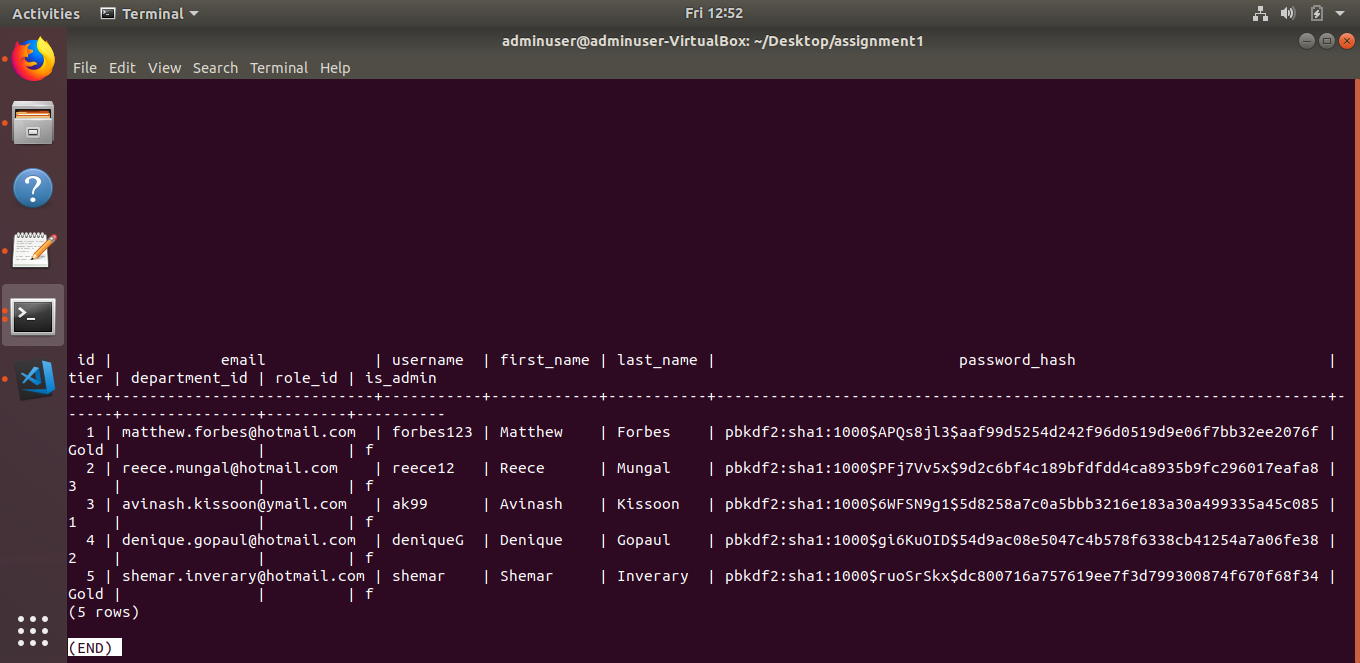 Activities Terminal Fri 12:52
adminuser@adminuser-VirtualBox: ~/Desktop/assignment1
File Edit View Search Terminal Help
 id |            email            | username  | first_name | last_name |                           password_hash                            |
tier | department_id | role_id | is_admin
----+-----------------------------+-----------+------------+-----------+--------------------------------------------------------------------+-
-----+---------------+---------+----------
  1 | matthew.forbes@hotmail.com  | forbes123 | Matthew    | Forbes    | pbkdf2:sha1:1000$APQs8jl3$aaf99d5254d242f96d0519d9e06f7bb32ee2076f |
Gold |               |         | f
  2 | reece.mungal@hotmail.com    | reece12   | Reece      | Mungal    | pbkdf2:sha1:1000$PFj7Vv5x$9d2c6bf4c189bfdfdd4ca8935b9fc296017eafa8 |
3    |               |         | f
  3 | avinash.kissoon@ymail.com   | ak99      | Avinash    | Kissoon   | pbkdf2:sha1:1000$6WFSN9g1$5d8258a7c0a5bbb3216e183a30a499335a45c085 |
1    |               |         | f
  4 | denique.gopaul@hotmail.com  | deniqueG  | Denique    | Gopaul    | pbkdf2:sha1:1000$gi6KuOID$54d9ac08e5047c4b578f6338cb41254a7a06fe38 |
2    |               |         | f
  5 | shemar.inverary@hotmail.com | shemar    | Shemar     | Inverary  | pbkdf2:sha1:1000$ruoSrSkx$dc800716a757619ee7f3d799300874f670f68f34 |
Gold |               |         | f
(5 rows)
(END)